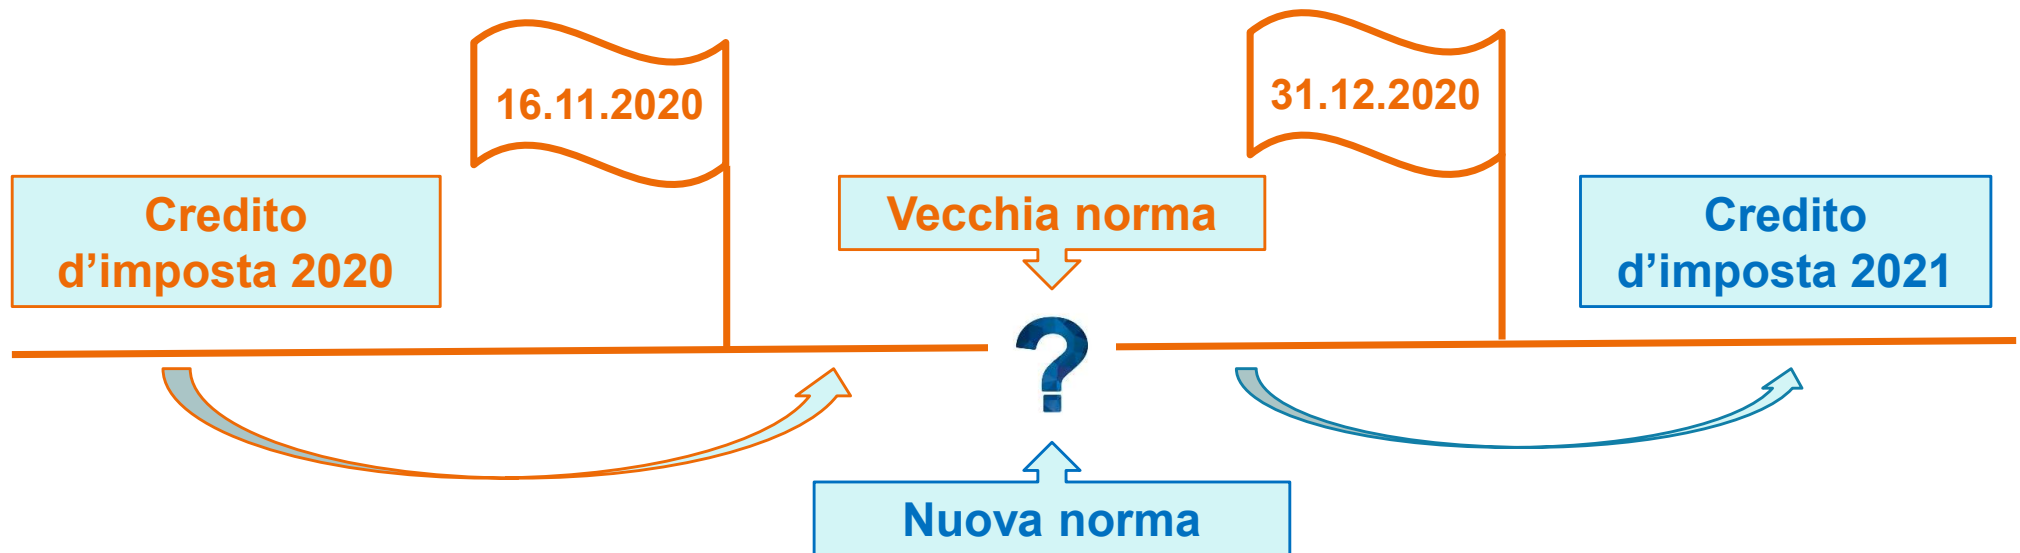 16.11.2020
31.12.2020
Credito
d’imposta 2020
Vecchia norma
Credito
d’imposta 2021
?
Nuova norma